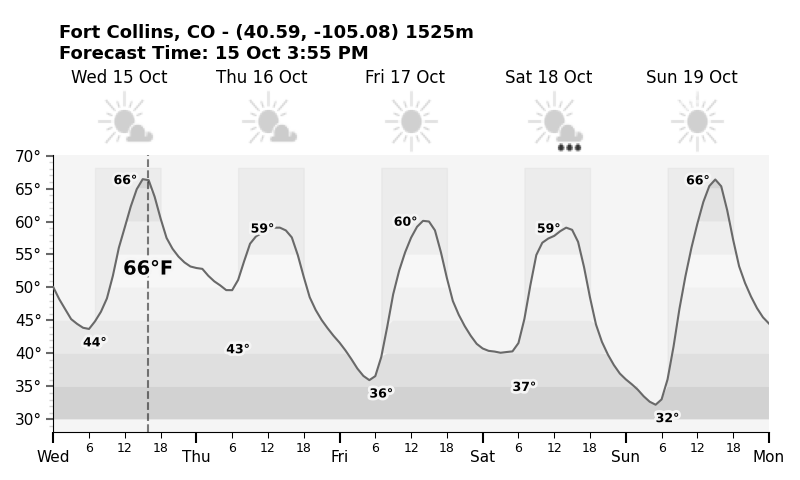 Fort Collins, CO - (40.59, -105.08) 1525m
Forecast Time: 15 Oct 3:55 PM
Wed 15 Oct Thu 16 Oct Fri 17 Oct Sat 18 Oct Sun 19 Oct
70°
65°
60°
55°
50°
45°
40°
35°
30°
66° 59° 60° 59° 66°
66°F
44° 43° 36° 37° 32°
6 12 18 6 12 18 6 12 18 6 12 18 6 12 18
Wed Thu Fri Sat Sun Mon